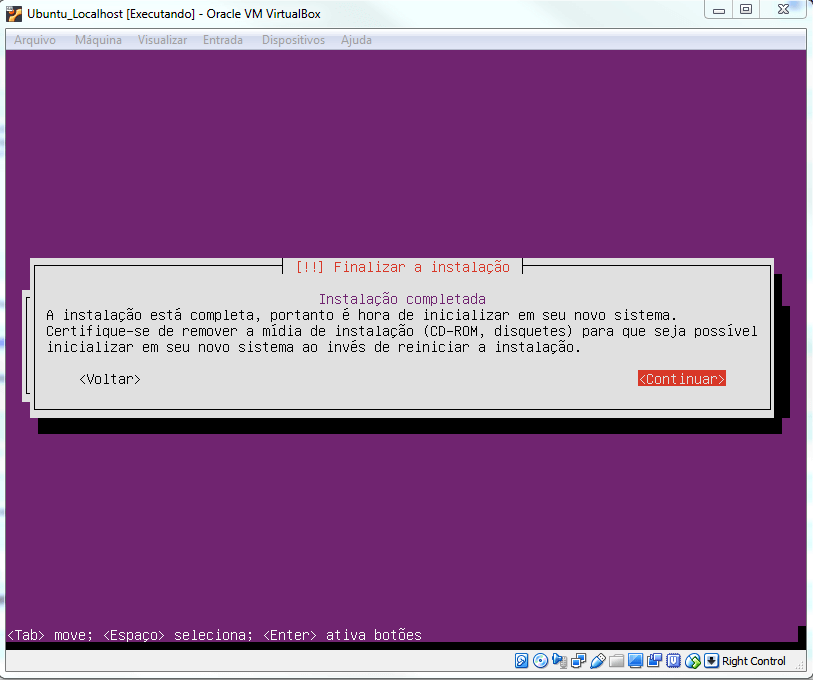 Ubuntu_Localhost [Executando] - Oracle VM VirtualBox
Arquivo Máquina Visualizar Entrada Dispositivos Ajuda
[!!] Finalizar a instalação
Instalação completada
A instalação está completa, portanto é hora de inicializar em seu novo sistema.
Certifique-se de remover a mídia de instalação (CD-ROM, disquetes) para que seja possível
inicializar em seu novo sistema ao invés de reiniciar a instalação.
<Voltar> <Continuar>
<Tab> move; <Espaço> seleciona; <Enter> ativa botões
Right Control